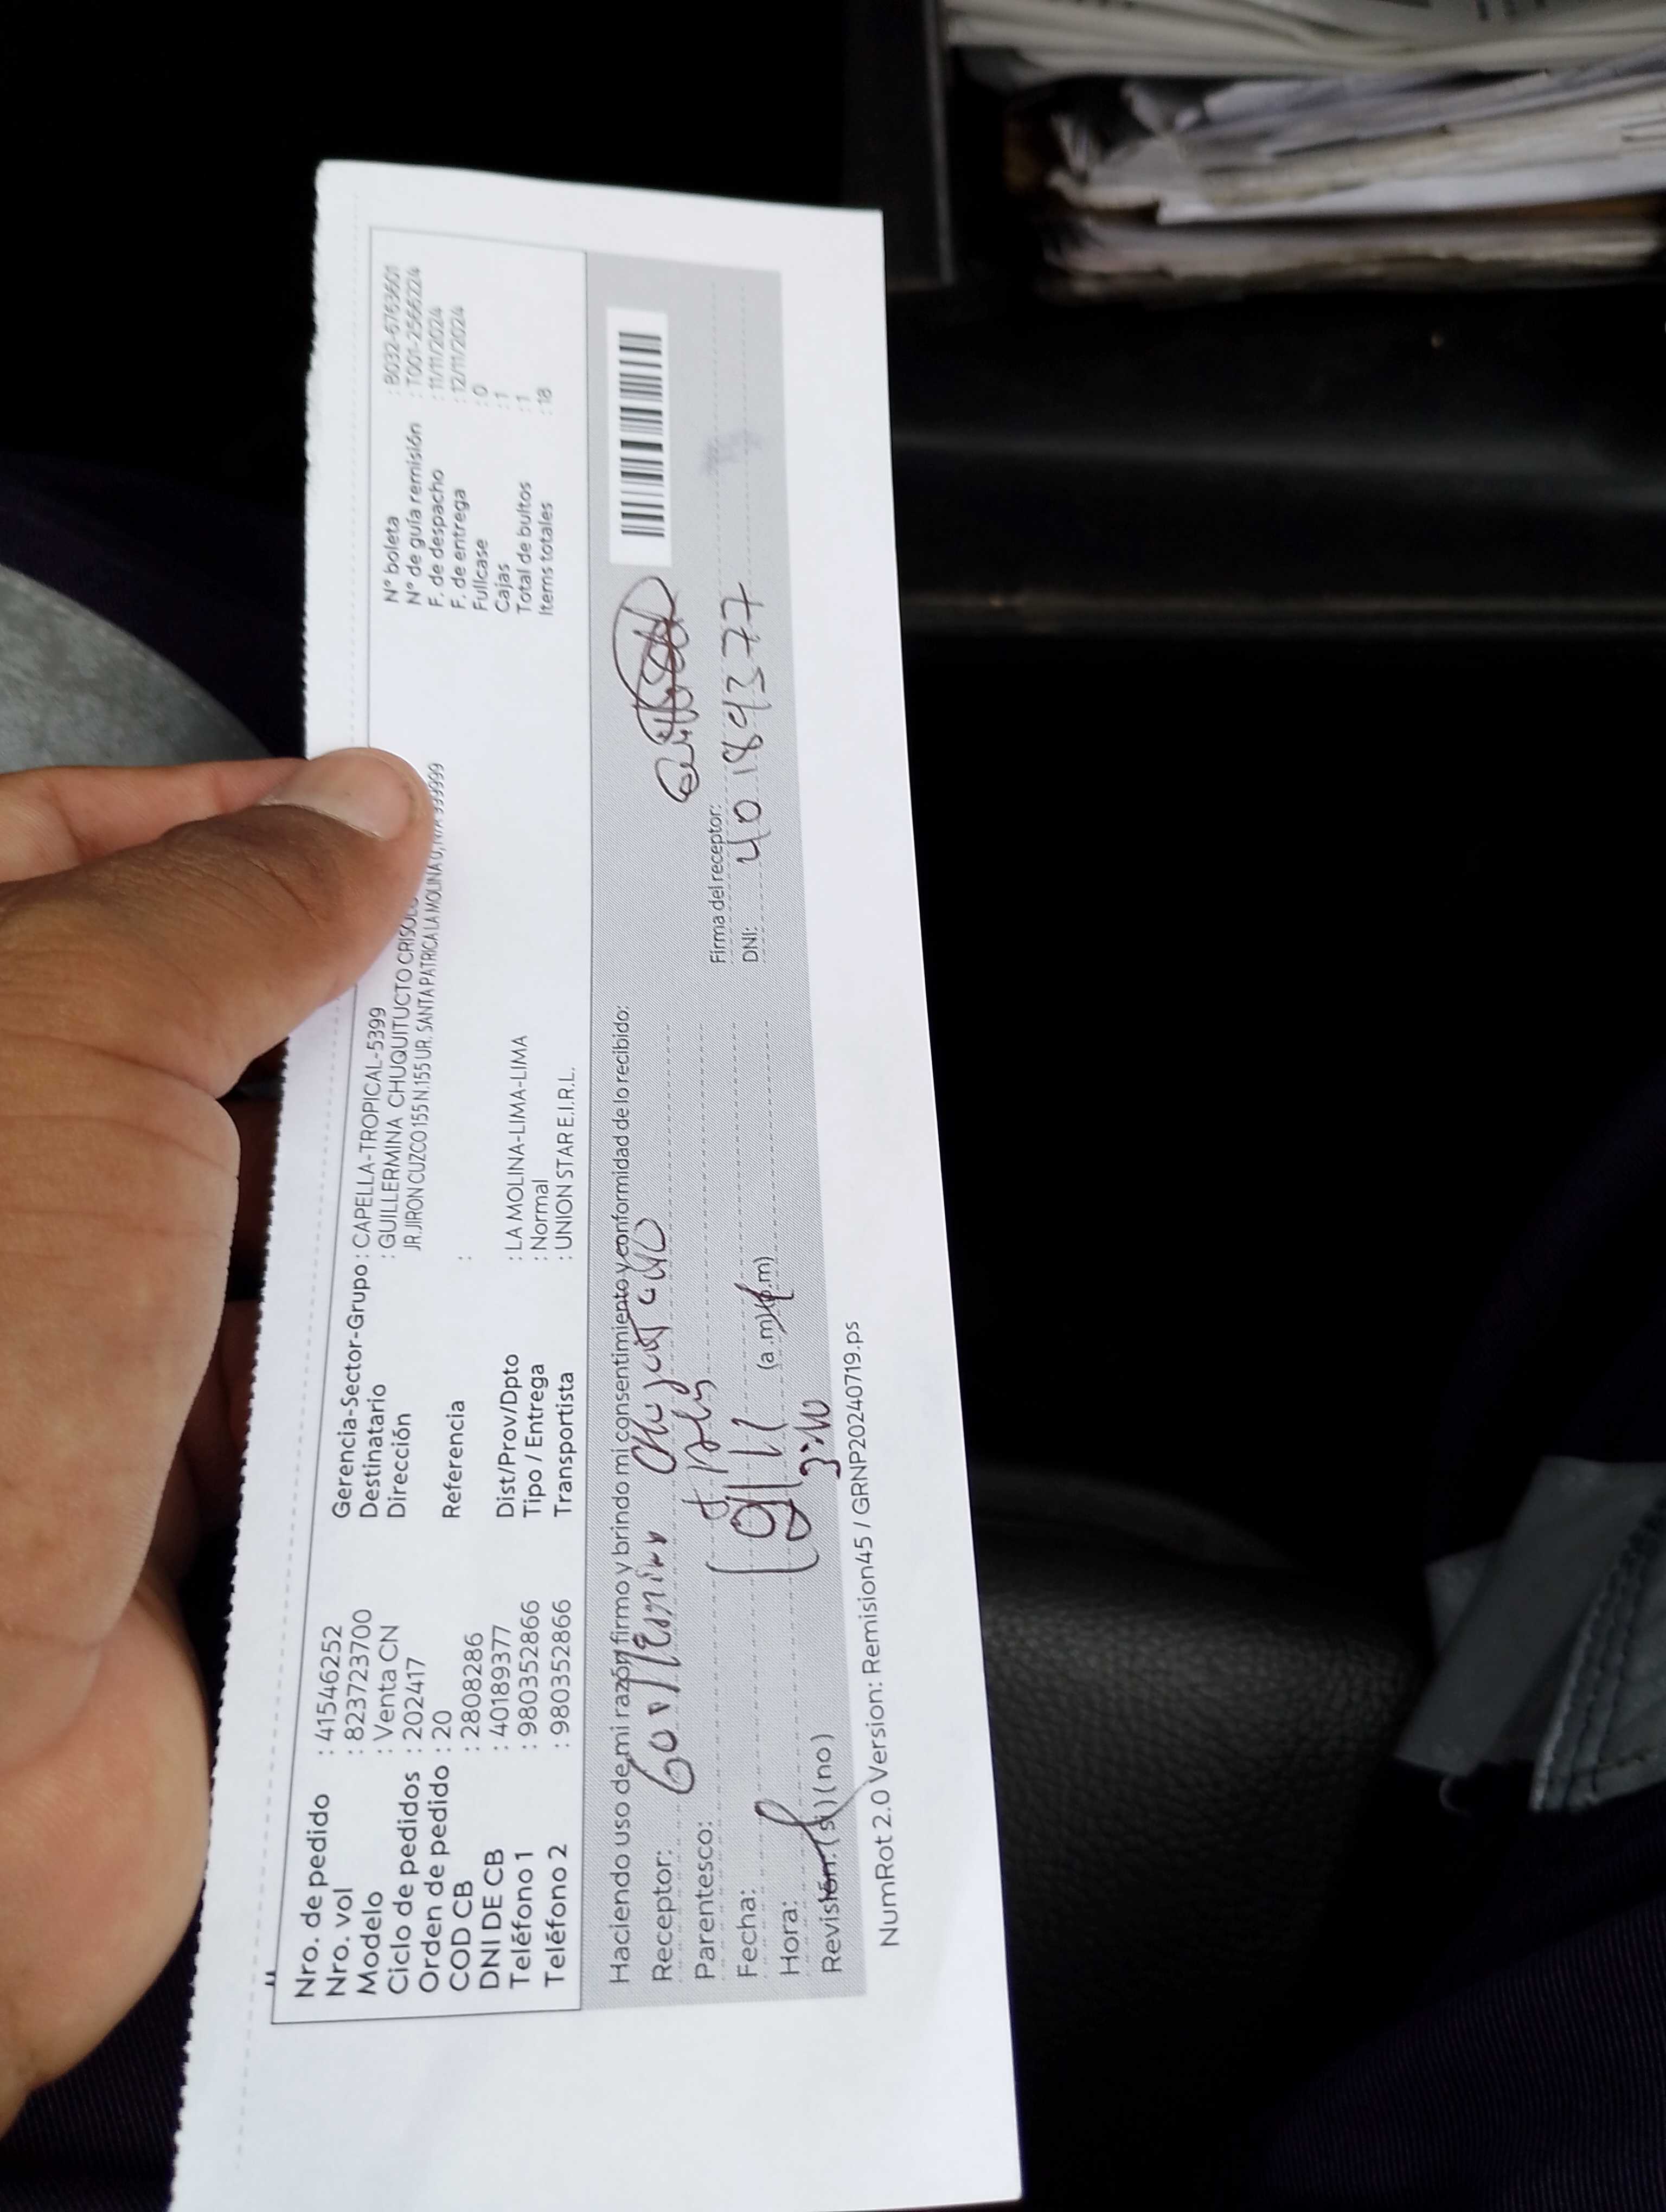 Nro. de pedido : 41546252
Nro. vol : 823723700
Modelo : Venta CN
Ciclo de pedidos : 202417
Orden de pedido : 20
COD CB : 2808286
DNI DE CB : 40189377
Teléfono 1 : 980352866
Teléfono 2 : 980352866
Gerencia-Sector-Grupo : CAPELLA-TROPICAL-5399
Destinatario : GUILLERMINA CHUQUITUCTO
Dirección JR.JIRON CUZCO 155 N.155 UR. SANTA PATRICA LA MOLINA
Referencia :
Dist/Prov/Dpto : LA MOLINA-LIMA-LIMA
Tipo / Entrega : Normal
Transportista : UNION STAR E.I.R.L.
N° boleta : B032-6763601
N° de guía remisión : T001-2566224
F. de despacho : 11/11/2024
F. de entrega : 12/11/2024
Fullcase : 0
Cajas : 1
Total de bultos : 1
Items totales : 18
Haciendo uso de mi razón firmo y brindo mi consentimiento y conformidad de lo recibido:
Receptor:
Parentesco:
Fecha:
Hora: 3:40 (a.m) (p.m)
Revisión: (si) (no)
Firma del receptor:
DNI: 40189377
NumRot 2.0 Version: Remision45 / GRNP20240719.ps